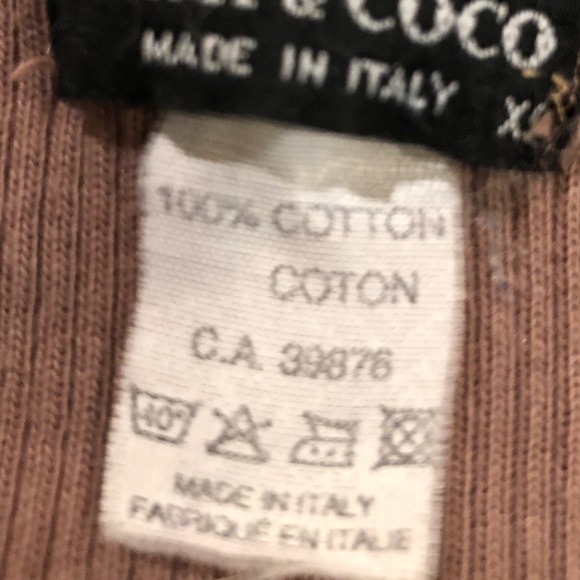 & COCO
MADE IN ITALY
100% COTTON
COTON
C.A. 39876
40°
MADE IN ITALY
FABRIQUÉ EN ITALIE